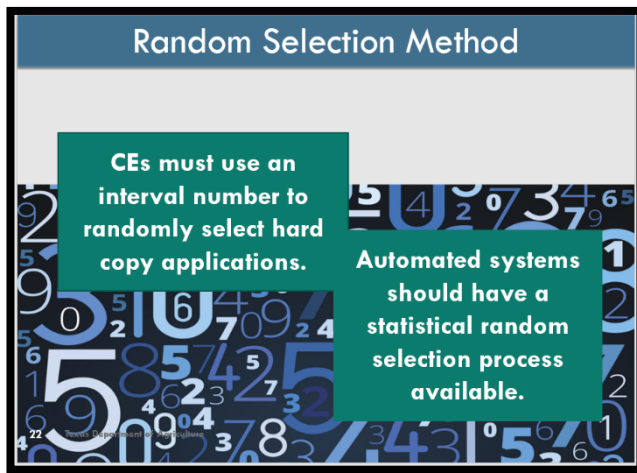 Random Selection Method
CEs must use an
interval number to
randomly select hard
copy applications.
Automated systems
should have a
statistical random
selection process
available.
22 Texas Department of Agriculture